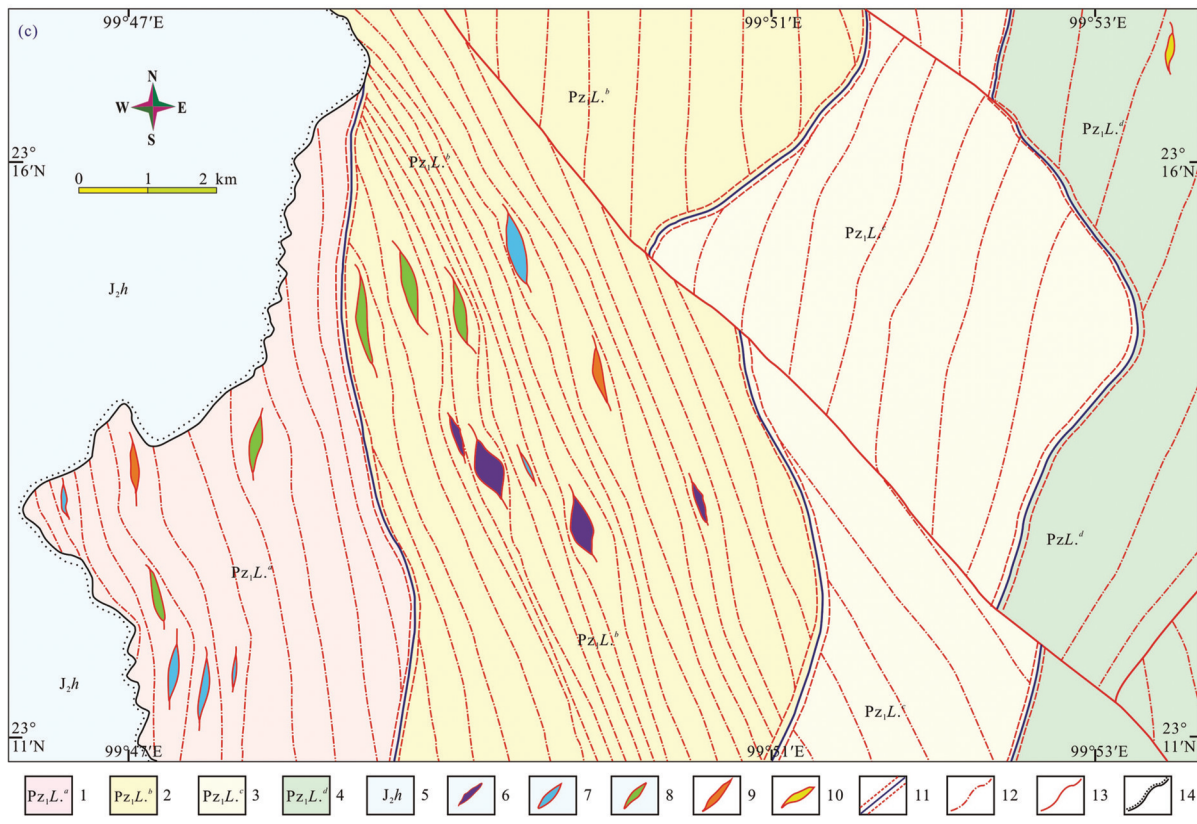 (c)
99°47′E
99°51′E
99°53′E
N
W E
S
0 1 2 km
23°
16′N
23°
16′N
Pz₁L.ᵇ
Pz₁L.ᵈ
Pz₁L.ᵇ
Pz₁L.
J₂h
PzL.ᵈ
Pz₁L.ᵃ
Pz₁L.ᵇ
J₂h
Pz₁L.ᶜ
23°
11′N
23°
11′N
99°47′E
99°51′E
99°53′E
Pz₁L.ᵃ 1 Pz₁L.ᵇ 2 Pz₁L.ᶜ 3 Pz₁L.ᵈ 4 J₂h 5 6 7 8 9 10 11 12 13 14